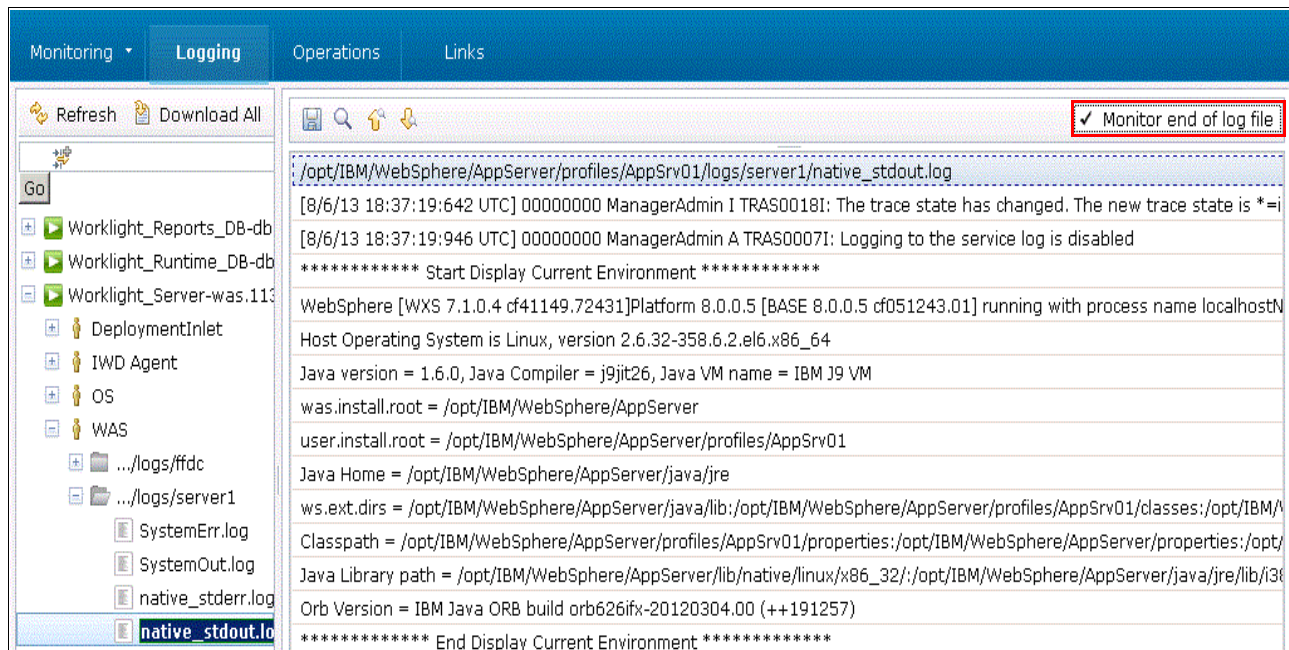 Monitoring Logging Operations Links
Refresh Download All
Go
Worklight_Reports_DB-db
Worklight_Runtime_DB-db
Worklight_Server-was.113
DeploymentInlet
IWD Agent
OS
WAS
.../logs/ffdc
.../logs/server1
SystemErr.log
SystemOut.log
native_stderr.log
native_stdout.lo
✓ Monitor end of log file
/opt/IBM/WebSphere/AppServer/profiles/AppSrv01/logs/server1/native_stdout.log
[8/6/13 18:37:19:642 UTC] 00000000 ManagerAdmin I TRAS0018I: The trace state has changed. The new trace state is *=i
[8/6/13 18:37:19:946 UTC] 00000000 ManagerAdmin A TRAS0007I: Logging to the service log is disabled
************ Start Display Current Environment ************
WebSphere [WXS 7.1.0.4 cf41149.72431]Platform 8.0.0.5 [BASE 8.0.0.5 cf051243.01] running with process name localhostN
Host Operating System is Linux, version 2.6.32-358.6.2.el6.x86_64
Java version = 1.6.0, Java Compiler = j9jit26, Java VM name = IBM J9 VM
was.install.root = /opt/IBM/WebSphere/AppServer
user.install.root = /opt/IBM/WebSphere/AppServer/profiles/AppSrv01
Java Home = /opt/IBM/WebSphere/AppServer/java/jre
ws.ext.dirs = /opt/IBM/WebSphere/AppServer/java/lib:/opt/IBM/WebSphere/AppServer/profiles/AppSrv01/classes:/opt/IBM/
Classpath = /opt/IBM/WebSphere/AppServer/profiles/AppSrv01/properties:/opt/IBM/WebSphere/AppServer/properties:/opt/
Java Library path = /opt/IBM/WebSphere/AppServer/lib/native/linux/x86_32/:/opt/IBM/WebSphere/AppServer/java/jre/lib/i38
Orb Version = IBM Java ORB build orb626ifx-20120304.00 (++191257)
************* End Display Current Environment *************